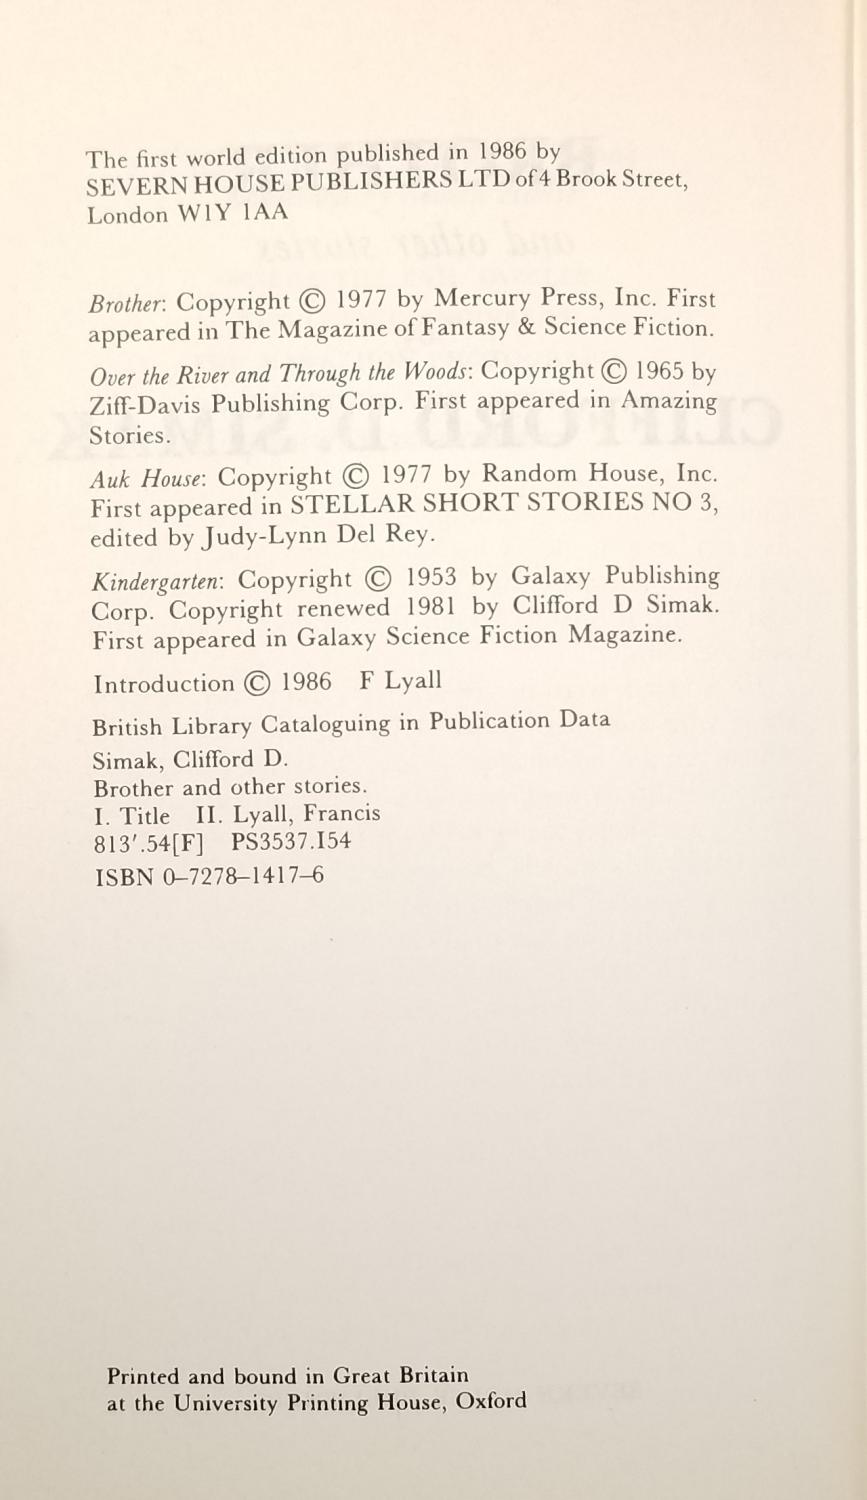 The first world edition published in 1986 by
SEVERN HOUSE PUBLISHERS LTD of 4 Brook Street,
London W1Y 1AA
Brother: Copyright © 1977 by Mercury Press, Inc. First
appeared in The Magazine of Fantasy & Science Fiction.
Over the River and Through the Woods: Copyright © 1965 by
Ziff-Davis Publishing Corp. First appeared in Amazing
Stories.
Auk House: Copyright © 1977 by Random House, Inc.
First appeared in STELLAR SHORT STORIES NO 3,
edited by Judy-Lynn Del Rey.
Kindergarten: Copyright © 1953 by Galaxy Publishing
Corp. Copyright renewed 1981 by Clifford D Simak.
First appeared in Galaxy Science Fiction Magazine.
Introduction © 1986 F Lyall
British Library Cataloguing in Publication Data
Simak, Clifford D.
Brother and other stories.
I. Title II. Lyall, Francis
813'.54[F] PS3537.I54
ISBN 0–7278–1417–6
Printed and bound in Great Britain
at the University Printing House, Oxford